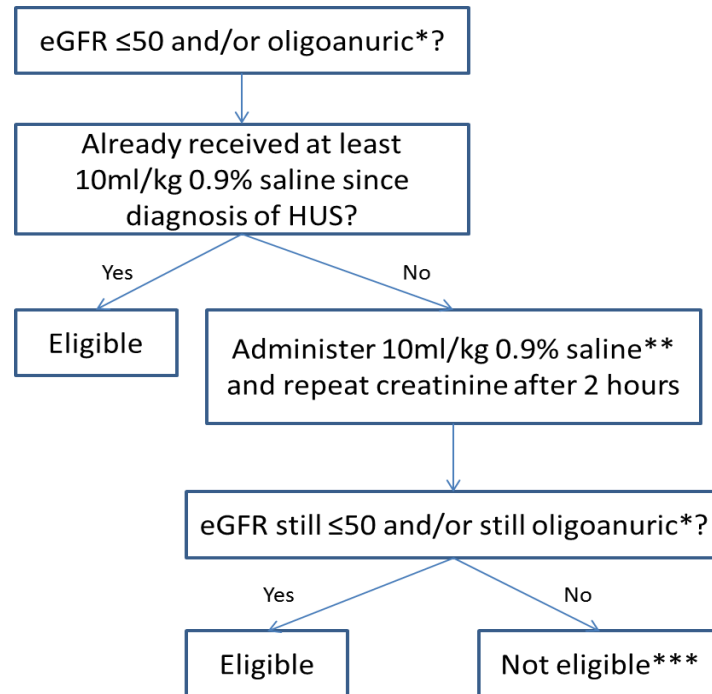 eGFR ≤50 and/or oligoanuric*?
Already received at least
10ml/kg 0.9% saline since
diagnosis of HUS?
Yes
No
Eligible
Administer 10ml/kg 0.9% saline**
and repeat creatinine after 2 hours
eGFR still ≤50 and/or still oligoanuric*?
Yes
No
Eligible
Not eligible***